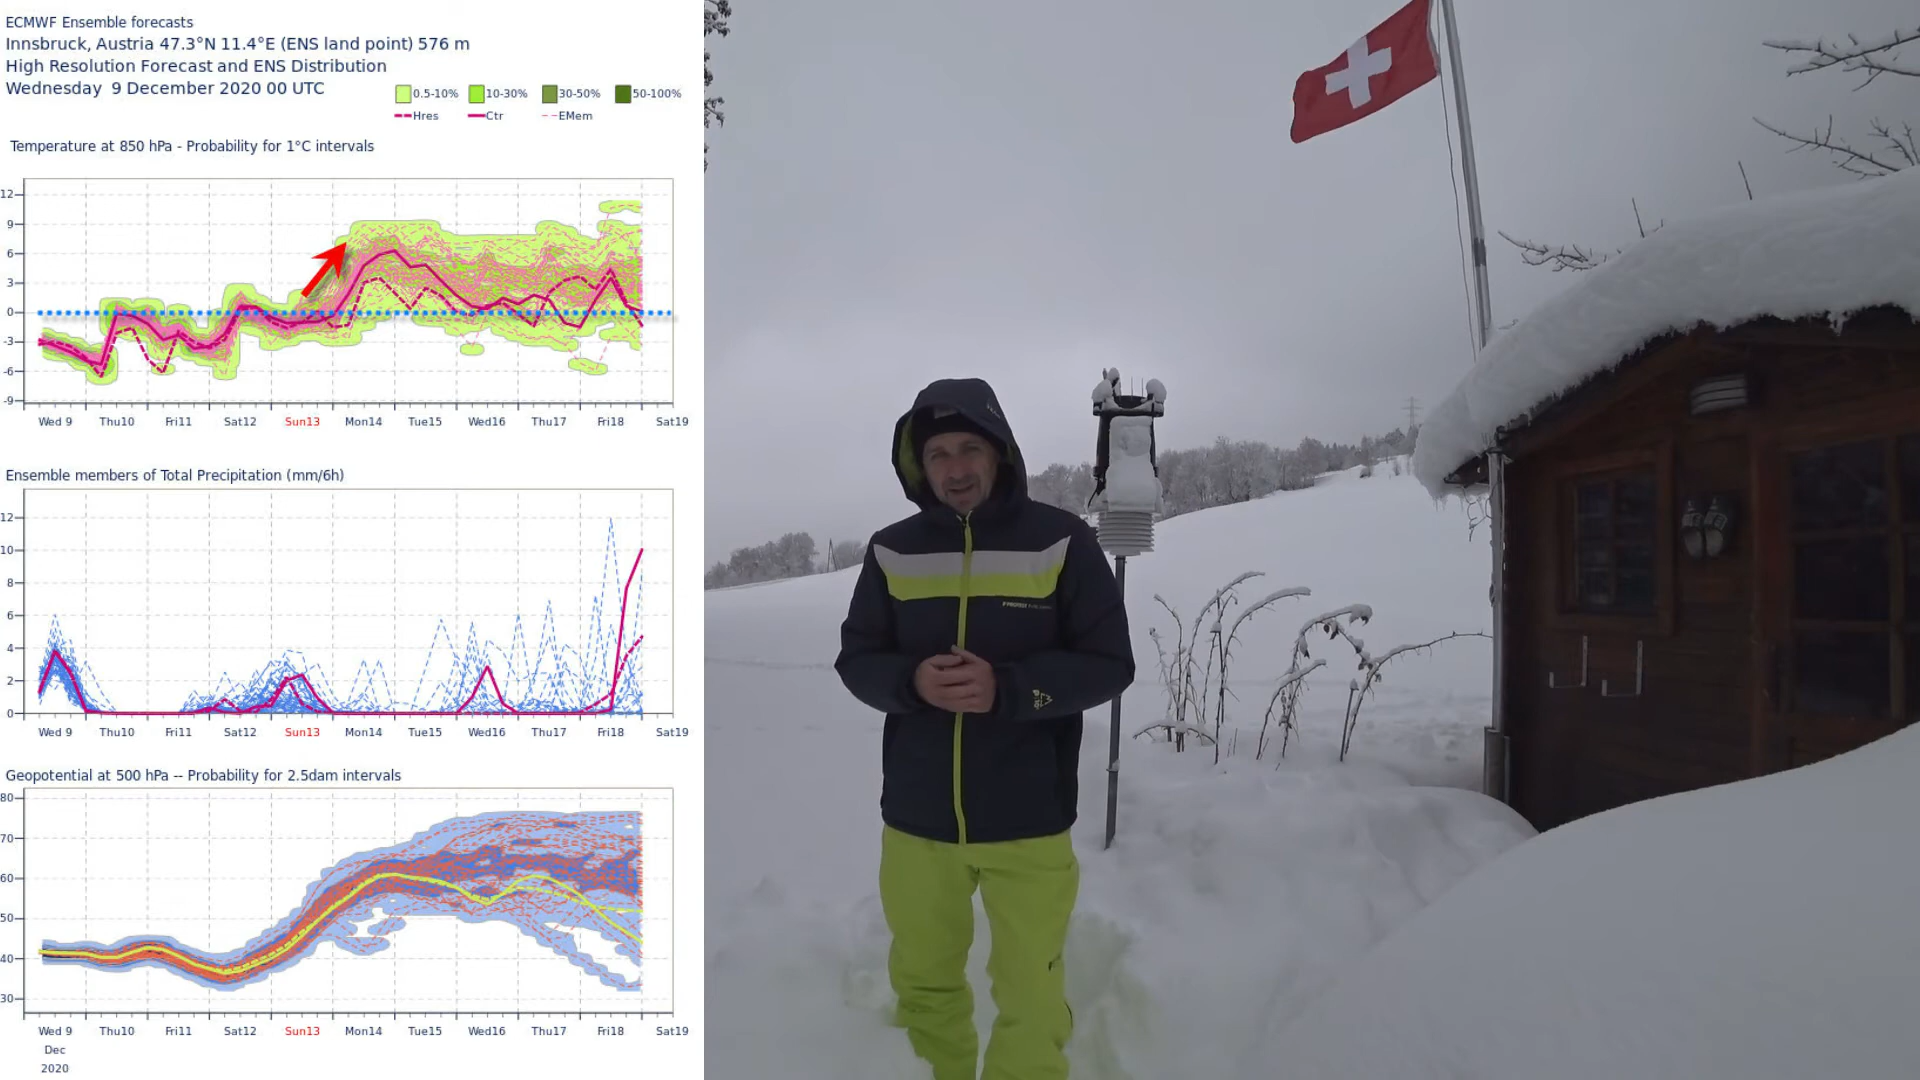 ECMWF Ensemble forecasts
Innsbruck, Austria 47.3°N 11.4°E (ENS land point) 576 m
High Resolution Forecast and ENS Distribution
Wednesday 9 December 2020 00 UTC
0.5-10% 10-30% 30-50% 50-100%
Hres Ctr EMem
Temperature at 850 hPa - Probability for 1°C intervals
12
9
6
3
0
-3
-6
-9
Wed 9 Thu10 Fri11 Sat12 Sun13 Mon14 Tue15 Wed16 Thu17 Fri18 Sat19
Ensemble members of Total Precipitation (mm/6h)
12
10
8
6
4
2
0
Wed 9 Thu10 Fri11 Sat12 Sun13 Mon14 Tue15 Wed16 Thu17 Fri18 Sat19
Geopotential at 500 hPa -- Probability for 2.5dam intervals
80
70
60
50
40
30
Wed 9 Thu10 Fri11 Sat12 Sun13 Mon14 Tue15 Wed16 Thu17 Fri18 Sat19
Dec
2020